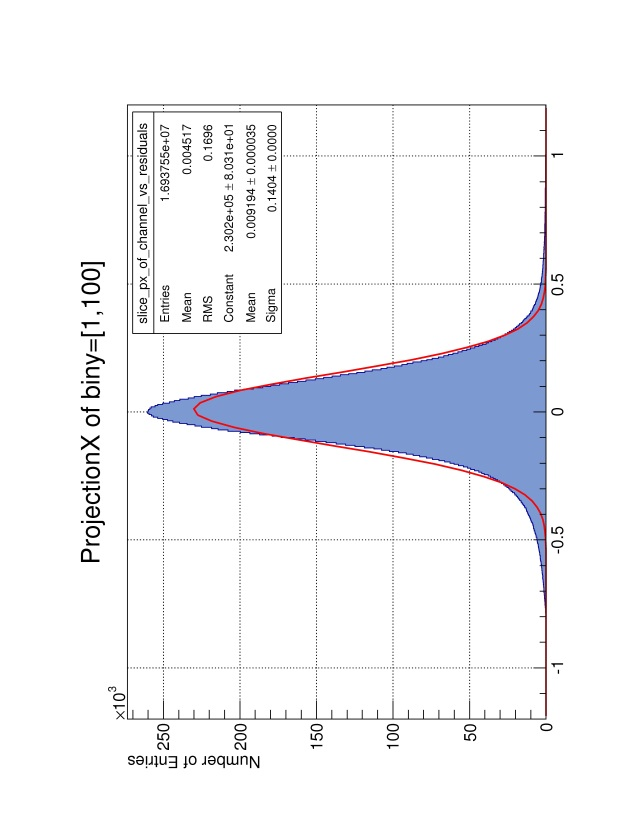 ProjectionX of biny=[1,100]
×10³
Number of Entries
250
200
150
100
50
0
-1
-0.5
0
0.5
1
slice_px_of_channel_vs_residuals
Entries 1.693755e+07
Mean 0.004517
RMS 0.1696
Constant 2.302e+05 ± 8.031e+01
Mean 0.009194 ± 0.000035
Sigma 0.1404 ± 0.0000